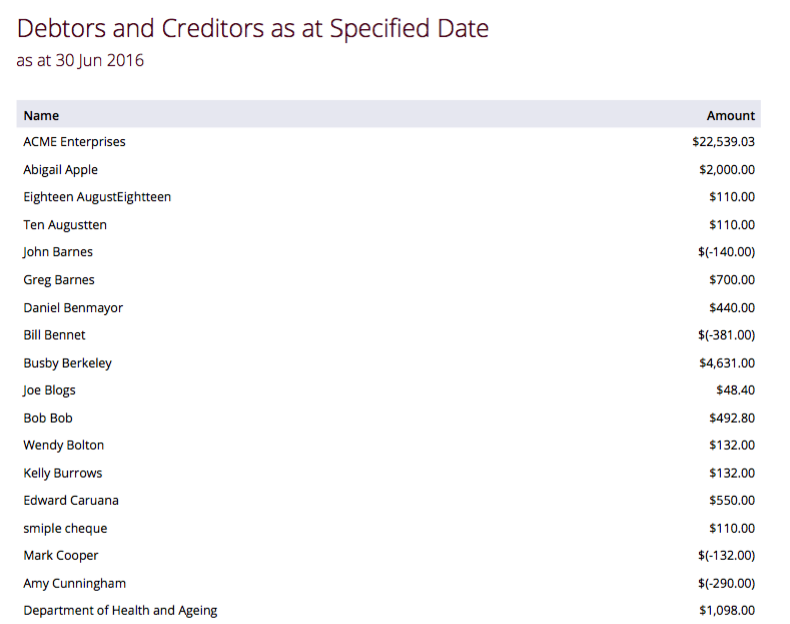 Debtors and Creditors as at Specified Date
as at 30 Jun 2016
Name Amount
ACME Enterprises $22,539.03
Abigail Apple $2,000.00
Eighteen AugustEightteen $110.00
Ten Augustten $110.00
John Barnes $(-140.00)
Greg Barnes $700.00
Daniel Benmayor $440.00
Bill Bennet $(-381.00)
Busby Berkeley $4,631.00
Joe Blogs $48.40
Bob Bob $492.80
Wendy Bolton $132.00
Kelly Burrows $132.00
Edward Caruana $550.00
smiple cheque $110.00
Mark Cooper $(-132.00)
Amy Cunningham $(-290.00)
Department of Health and Ageing $1,098.00